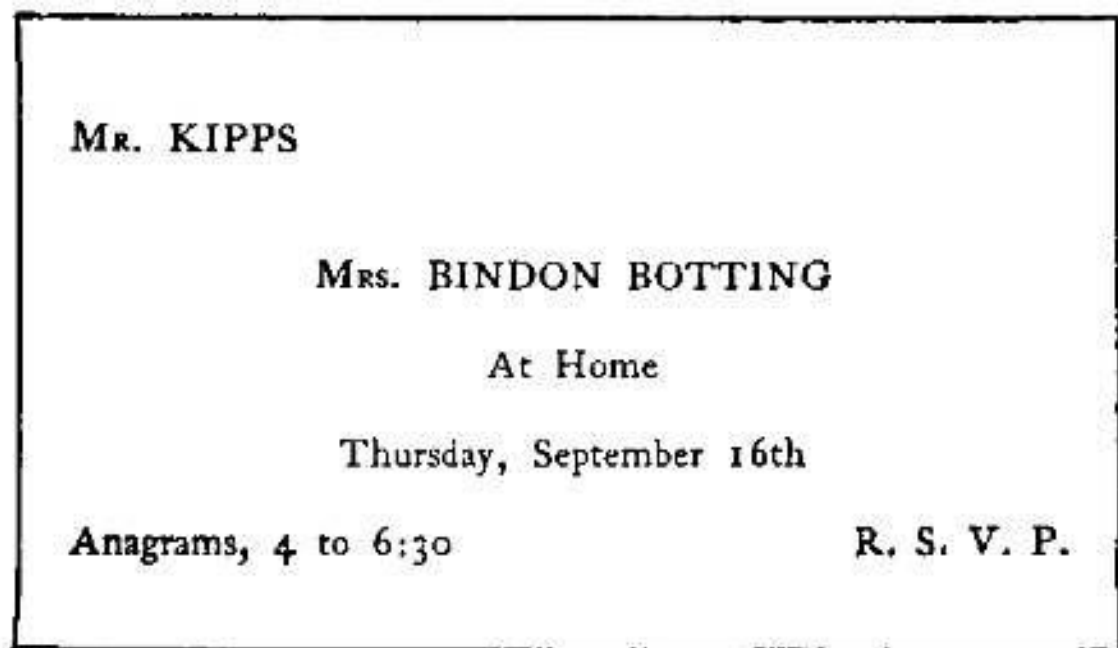 MR. KIPPS
MRS. BINDON BOTTING
At Home
Thursday, September 16th
Anagrams, 4 to 6:30 R. S. V. P.